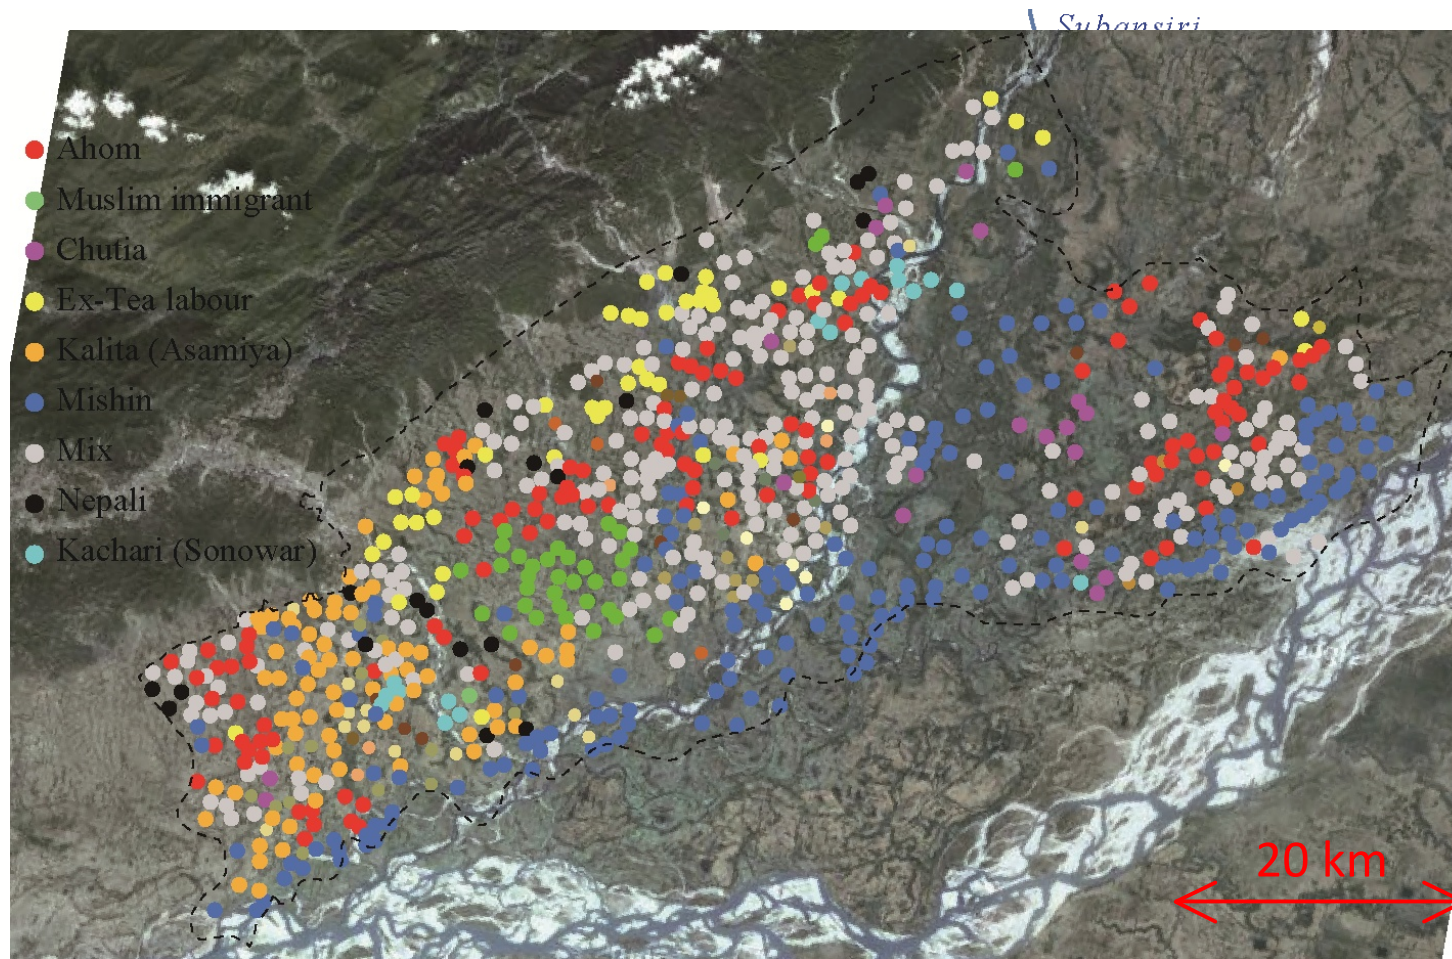 Subansiri
Ahom
Muslim immigrant
Chutia
Ex-Tea labour
Kalita (Asamiya)
Mishin
Mix
Nepali
Kachari (Sonowar)
20 km